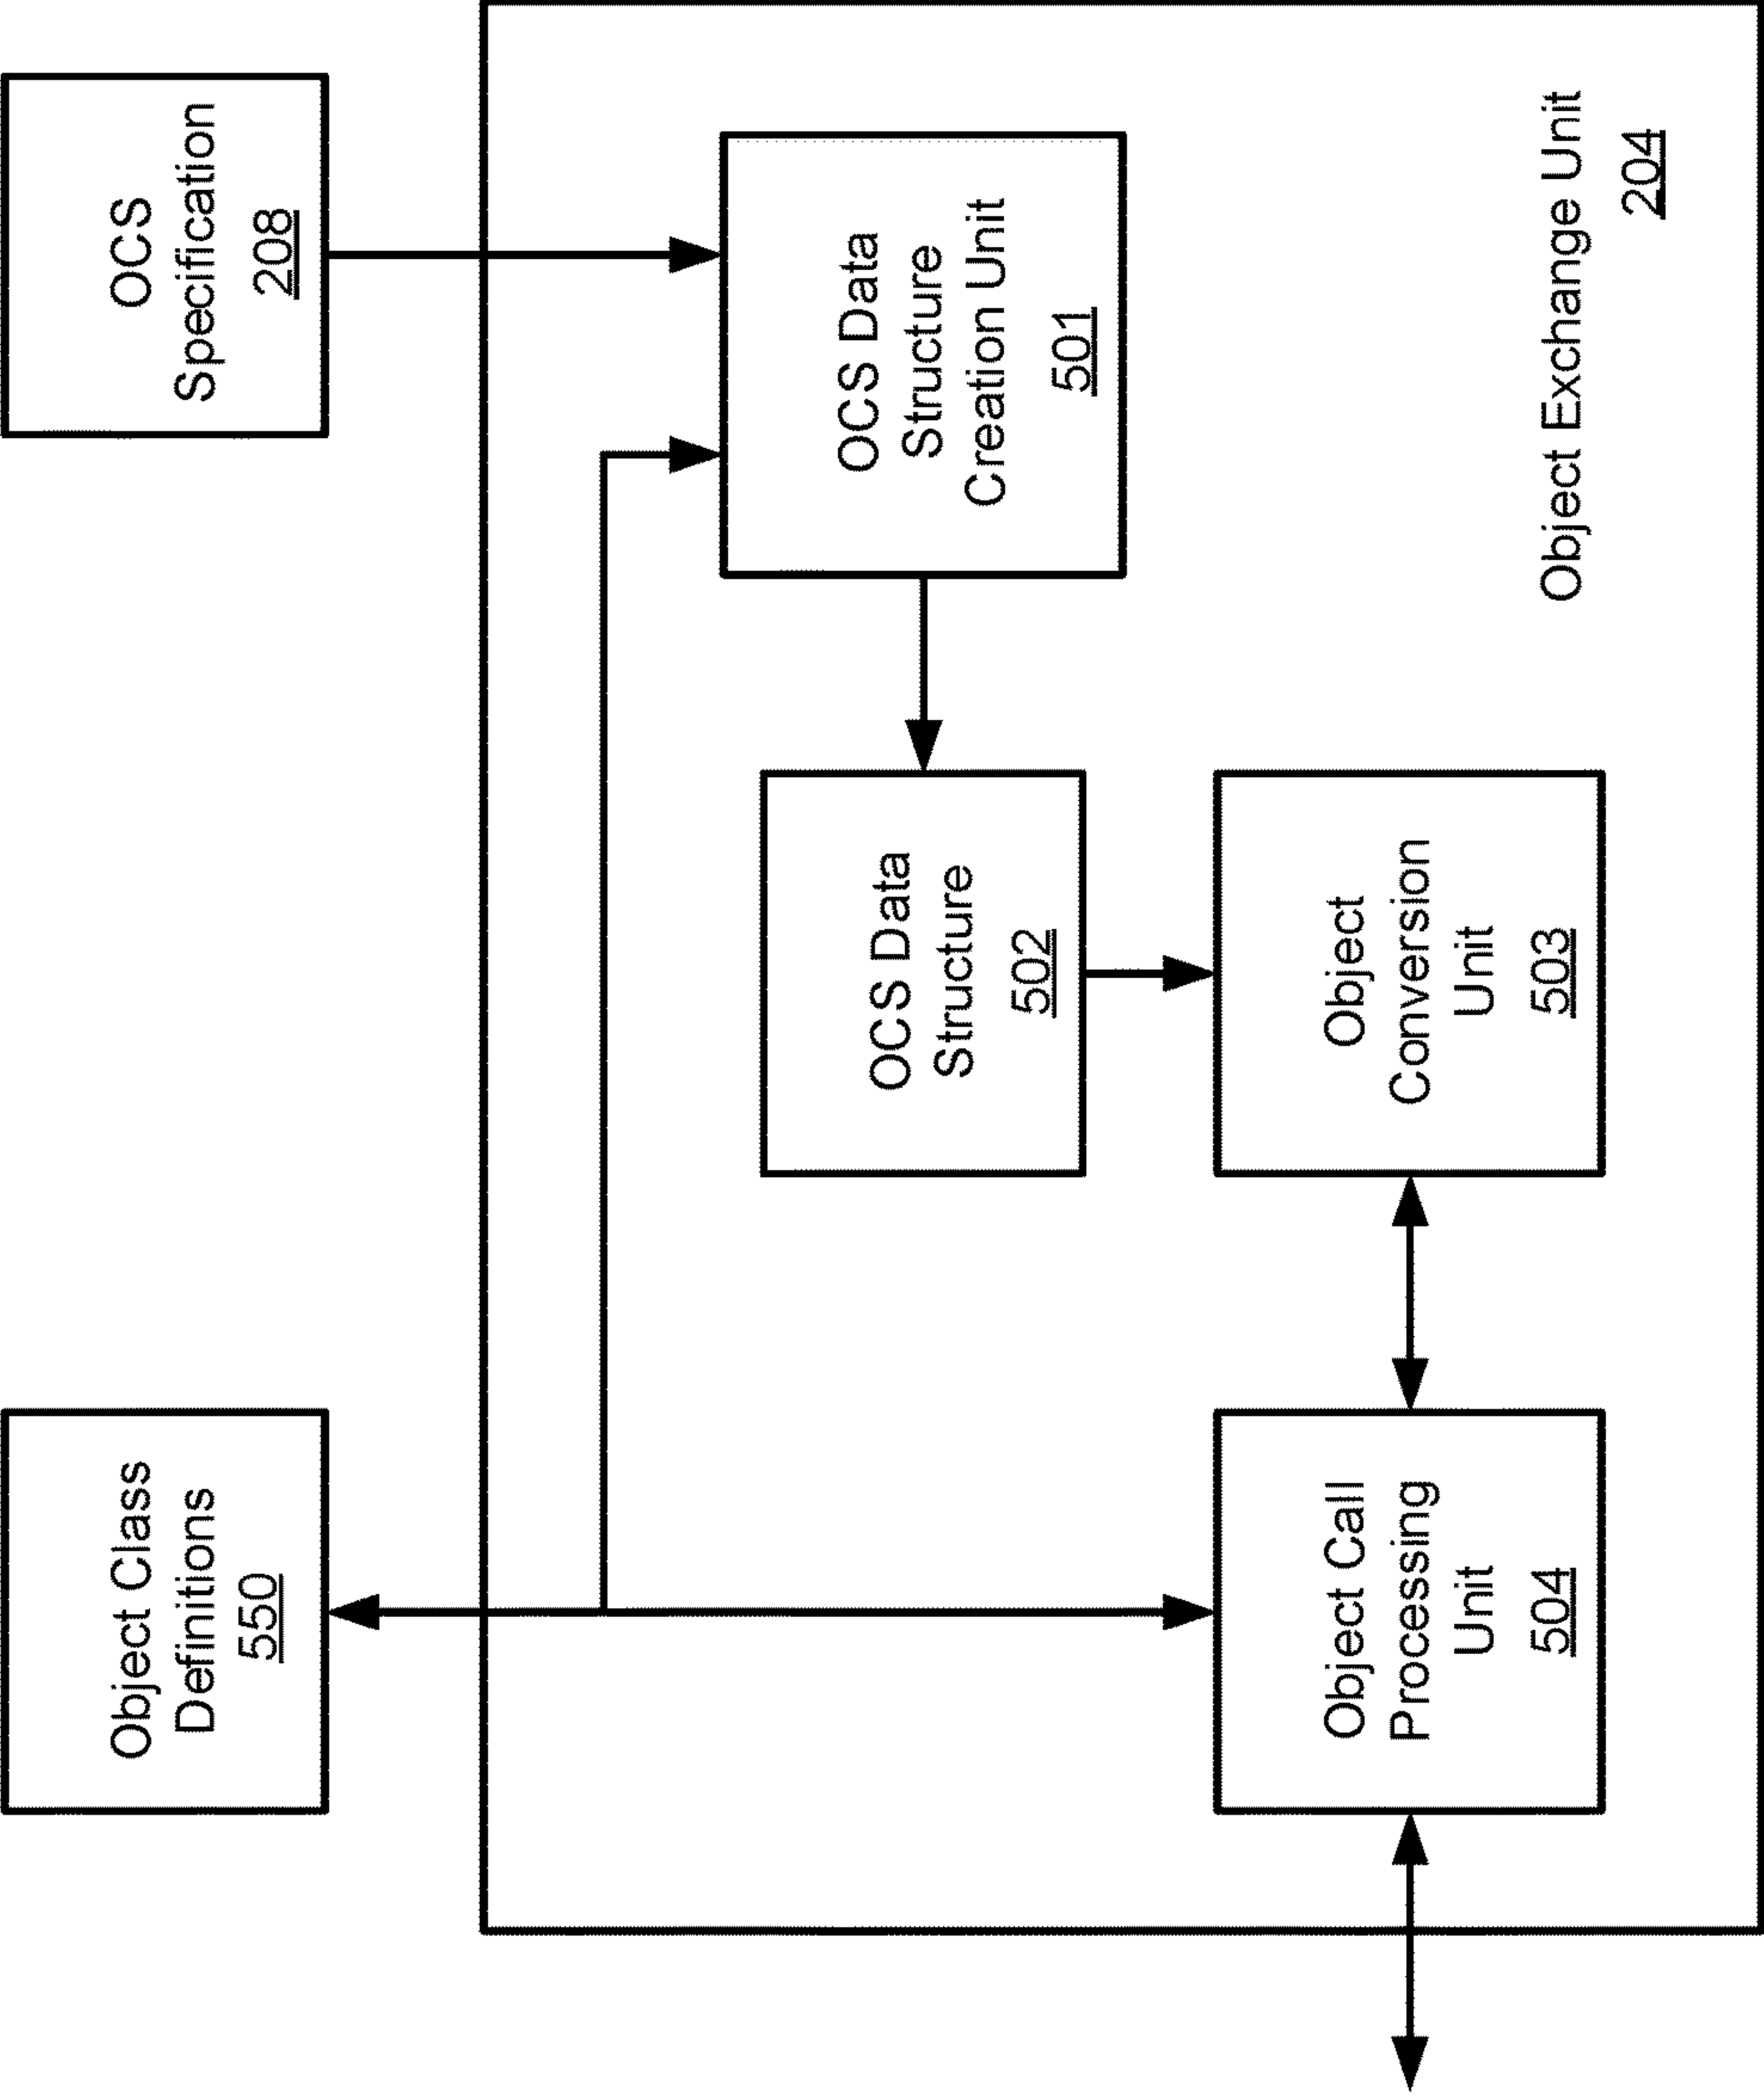 Object Class
Definitions
550
OCS
Specification
208
OCS Data
Structure
Creation Unit
501
OCS Data
Structure
502
Object Call
Processing
Unit
504
Object
Conversion
Unit
503
Object Exchange Unit
204